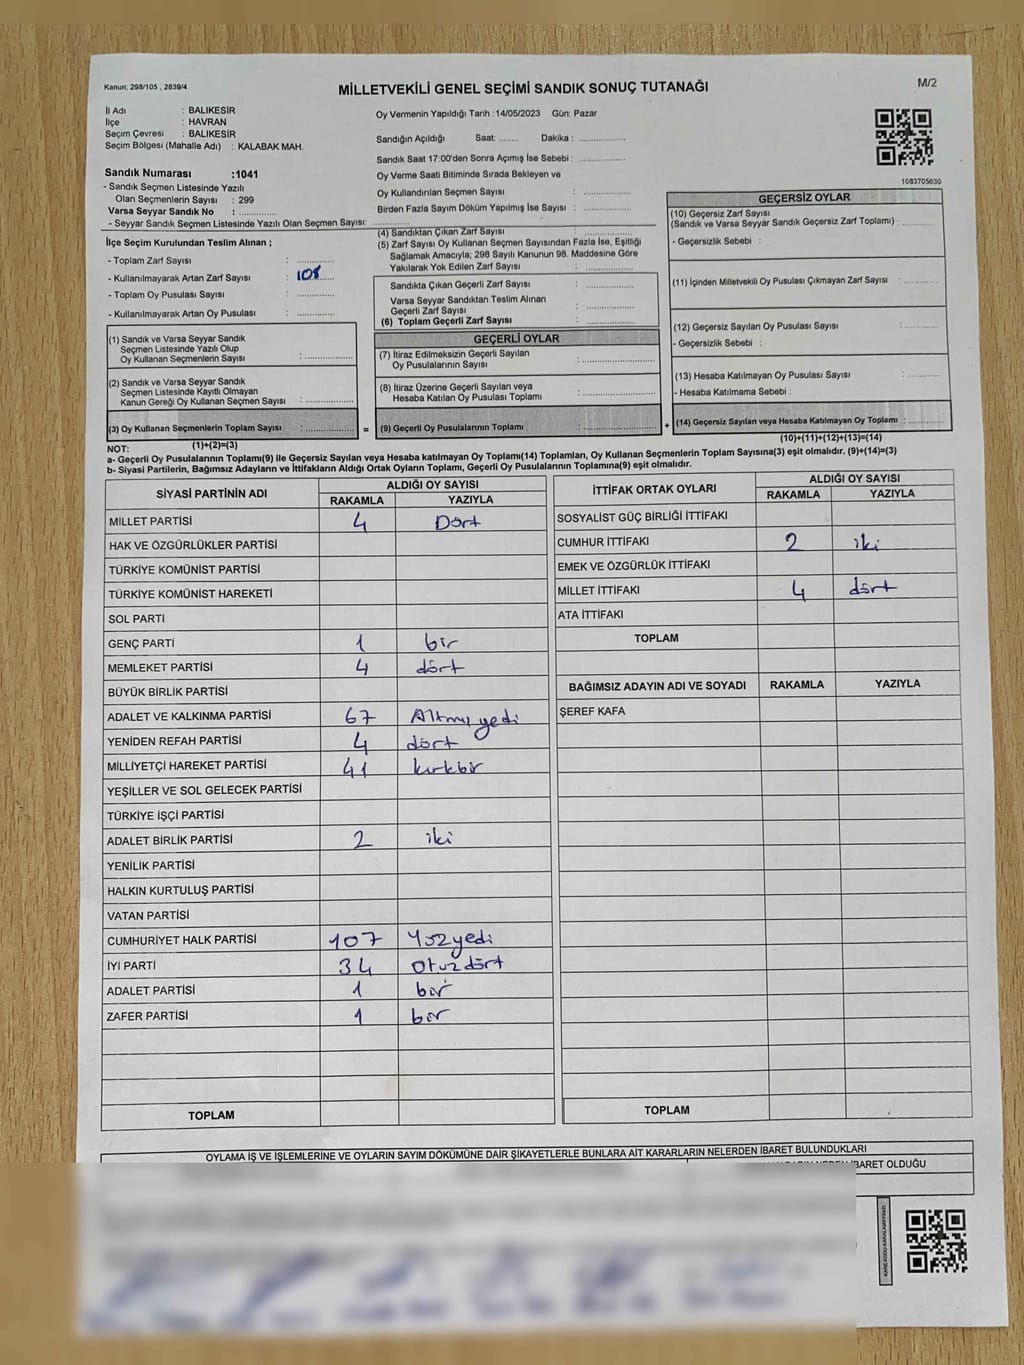 Kanun; 298/105 , 2839/4
MİLLETVEKİLİ GENEL SEÇİMİ SANDIK SONUÇ TUTANAĞI
M/2
İl Adı : BALIKESİR
İlçe : HAVRAN
Seçim Çevresi : BALIKESİR
Seçim Bölgesi (Mahalle Adı) : KALABAK MAH.
Sandık Numarası :1041
- Sandık Seçmen Listesinde Yazılı
Olan Seçmenlerin Sayısı : 299
Varsa Seyyar Sandık No : ..............
- Seyyar Sandık Seçmen Listesinde Yazılı Olan Seçmen Sayısı:
Oy Vermenin Yapıldığı Tarih :14/05/2023 Gün: Pazar
Sandığın Açıldığı Saat: ....... Dakika : ..............
Sandık Saat 17:00'den Sonra Açımış İse Sebebi : ..............
Oy Verme Saati Bitiminde Sırada Bekleyen ve
Oy Kullandırılan Seçmen Sayısı : ..............
Birden Fazla Sayım Döküm Yapılmış İse Sayısı : ..............
1083705630
İlçe Seçim Kurulundan Teslim Alınan ;
- Toplam Zarf Sayısı : ..............
- Kullanılmayarak Artan Zarf Sayısı : 108
- Toplam Oy Pusulası Sayısı : ..............
- Kullanılmayarak Artan Oy Pusulası : ..............
(1) Sandık ve Varsa Seyyar Sandık
Seçmen Listesinde Yazılı Olup
Oy Kullanan Seçmenlerin Sayısı : ..............
(2) Sandık ve Varsa Seyyar Sandık
Seçmen Listesinde Kayıtlı Olmayan
Kanun Gereği Oy Kullanan Seçmen Sayısı : ..............
(3) Oy Kullanan Seçmenlerin Toplam Sayısı : ..............
(1)+(2)=(3)
(4) Sandıktan Çıkan Zarf Sayısı : ..............
(5) Zarf Sayısı Oy Kullanan Seçmen Sayısından Fazla İse, Eşitliği
Sağlamak Amacıyla; 298 Sayılı Kanunun 98. Maddesine Göre
Yakılarak Yok Edilen Zarf Sayısı : ..............
Sandıkta Çıkan Geçerli Zarf Sayısı : ..............
Varsa Seyyar Sandıktan Teslim Alınan
Geçerli Zarf Sayısı : ..............
(6) Toplam Geçerli Zarf Sayısı : ..............
GEÇERLİ OYLAR
(7) İtiraz Edilmeksizin Geçerli Sayılan
Oy Pusulalarının Sayısı : ..............
(8) İtiraz Üzerine Geçerli Sayılan veya
Hesaba Katılan Oy Pusulası Toplamı : ..............
= (9) Geçerli Oy Pusulalarının Toplamı : ..............
GEÇERSİZ OYLAR
(10) Geçersiz Zarf Sayısı
(Sandık ve Varsa Seyyar Sandık Geçersiz Zarf Toplamı) : ..............
- Geçersizlik Sebebi :
(11) İçinden Milletvekili Oy Pusulası Çıkmayan Zarf Sayısı : ..............
(12) Geçersiz Sayılan Oy Pusulası Sayısı : ..............
- Geçersizlik Sebebi :
(13) Hesaba Katılmayan Oy Pusulası Sayısı : ..............
- Hesaba Katılmama Sebebi :
+ (14) Geçersiz Sayılan veya Hesaba Katılmayan Oy Toplamı : ..............
(10)+(11)+(12)+(13)=(14)
NOT:
a- Geçerli Oy Pusulalarının Toplamı(9) ile Geçersiz Sayılan veya Hesaba katılmayan Oy Toplamı(14) Toplamları, Oy Kullanan Seçmenlerin Toplam Sayısına(3) eşit olmalıdır. (9)+(14)=(3)
b- Siyasi Partilerin, Bağımsız Adayların ve İttifakların Aldığı Ortak Oyların Toplamı, Geçerli Oy Pusulalarının Toplamına(9) eşit olmalıdır.
SİYASİ PARTİNİN ADI ALDIĞI OY SAYISI
RAKAMLA YAZIYLA
MİLLET PARTİSİ 4 Dört
HAK VE ÖZGÜRLÜKLER PARTİSİ
TÜRKİYE KOMÜNİST PARTİSİ
TÜRKİYE KOMÜNİST HAREKETİ
SOL PARTİ
GENÇ PARTİ 1 bir
MEMLEKET PARTİSİ 4 dört
BÜYÜK BİRLİK PARTİSİ
ADALET VE KALKINMA PARTİSİ 67 Altmışyedi
YENİDEN REFAH PARTİSİ 4 dört
MİLLİYETÇİ HAREKET PARTİSİ 41 kırkbir
YEŞİLLER VE SOL GELECEK PARTİSİ
TÜRKİYE İŞÇİ PARTİSİ
ADALET BİRLİK PARTİSİ 2 iki
YENİLİK PARTİSİ
HALKIN KURTULUŞ PARTİSİ
VATAN PARTİSİ
CUMHURİYET HALK PARTİSİ 107 Yüzyedi
İYİ PARTİ 34 otuzdört
ADALET PARTİSİ 1 bir
ZAFER PARTİSİ 1 bir
TOPLAM
İTTİFAK ORTAK OYLARI ALDIĞI OY SAYISI
RAKAMLA YAZIYLA
SOSYALİST GÜÇ BİRLİĞİ İTTİFAKI
CUMHUR İTTİFAKI 2 iki
EMEK VE ÖZGÜRLÜK İTTİFAKI
MİLLET İTTİFAKI 4 dört
ATA İTTİFAKI
TOPLAM
BAĞIMSIZ ADAYIN ADI VE SOYADI RAKAMLA YAZIYLA
ŞEREF KAFA
TOPLAM
OYLAMA İŞ VE İŞLEMLERİNE VE OYLARIN SAYIM DÖKÜMÜNE DAİR ŞİKAYETLERLE BUNLARA AİT KARARLARIN NELERDEN İBARET BULUNDUKLARI
İBARET OLDUĞU